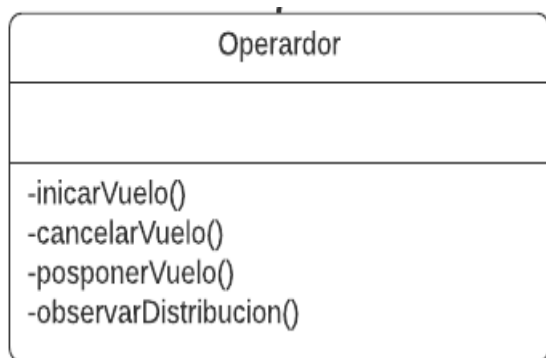 Operardor
-inicarVuelo()
-cancelarVuelo()
-posponerVuelo()
-observarDistribucion()